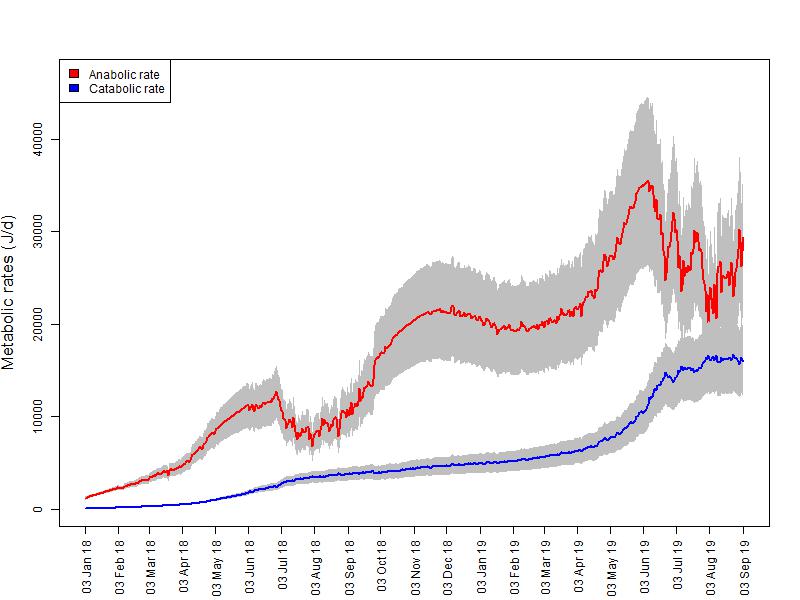 Anabolic rate
Catabolic rate
Metabolic rates (J/d)
40000
30000
20000
10000
0
03 Jan 18
03 Feb 18
03 Mar 18
03 Apr 18
03 May 18
03 Jun 18
03 Jul 18
03 Aug 18
03 Sep 18
03 Oct 18
03 Nov 18
03 Dec 18
03 Jan 19
03 Feb 19
03 Mar 19
03 Apr 19
03 May 19
03 Jun 19
03 Jul 19
03 Aug 19
03 Sep 19